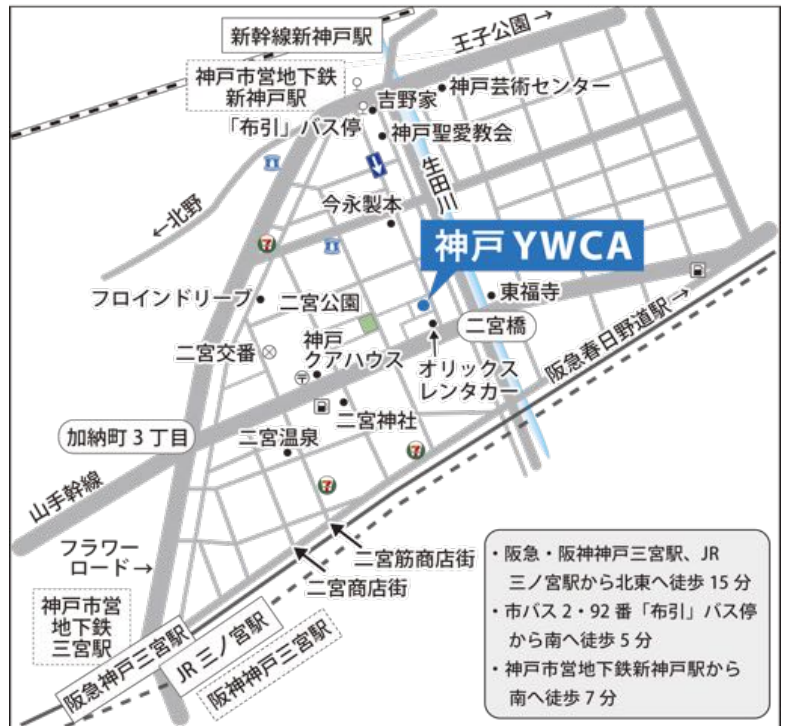 新幹線新神戸駅
王子公園→
神戸市営地下鉄
新神戸駅
神戸芸術センター
吉野家
「布引」バス停
神戸聖愛教会
生田川
←北野
今永製本
神戸 YWCA
7
フロインドリーブ
二宮公園
東福寺
二宮橋
阪急春日野道駅→
二宮交番
神戸
クアハウス
オリックス
レンタカー
〒
二宮神社
加納町 3 丁目
二宮温泉
7
7
山手幹線
フラワー
ロード→
二宮筋商店街
二宮商店街
神戸市営
地下鉄
三宮駅
阪急神戸三宮駅
JR 三ノ宮駅
阪神神戸三宮駅
・阪急・阪神神戸三宮駅、JR
三ノ宮駅から北東へ徒歩 15 分
・市バス 2・92 番「布引」バス停
から南へ徒歩 5 分
・神戸市営地下鉄新神戸駅から
南へ徒歩 7 分